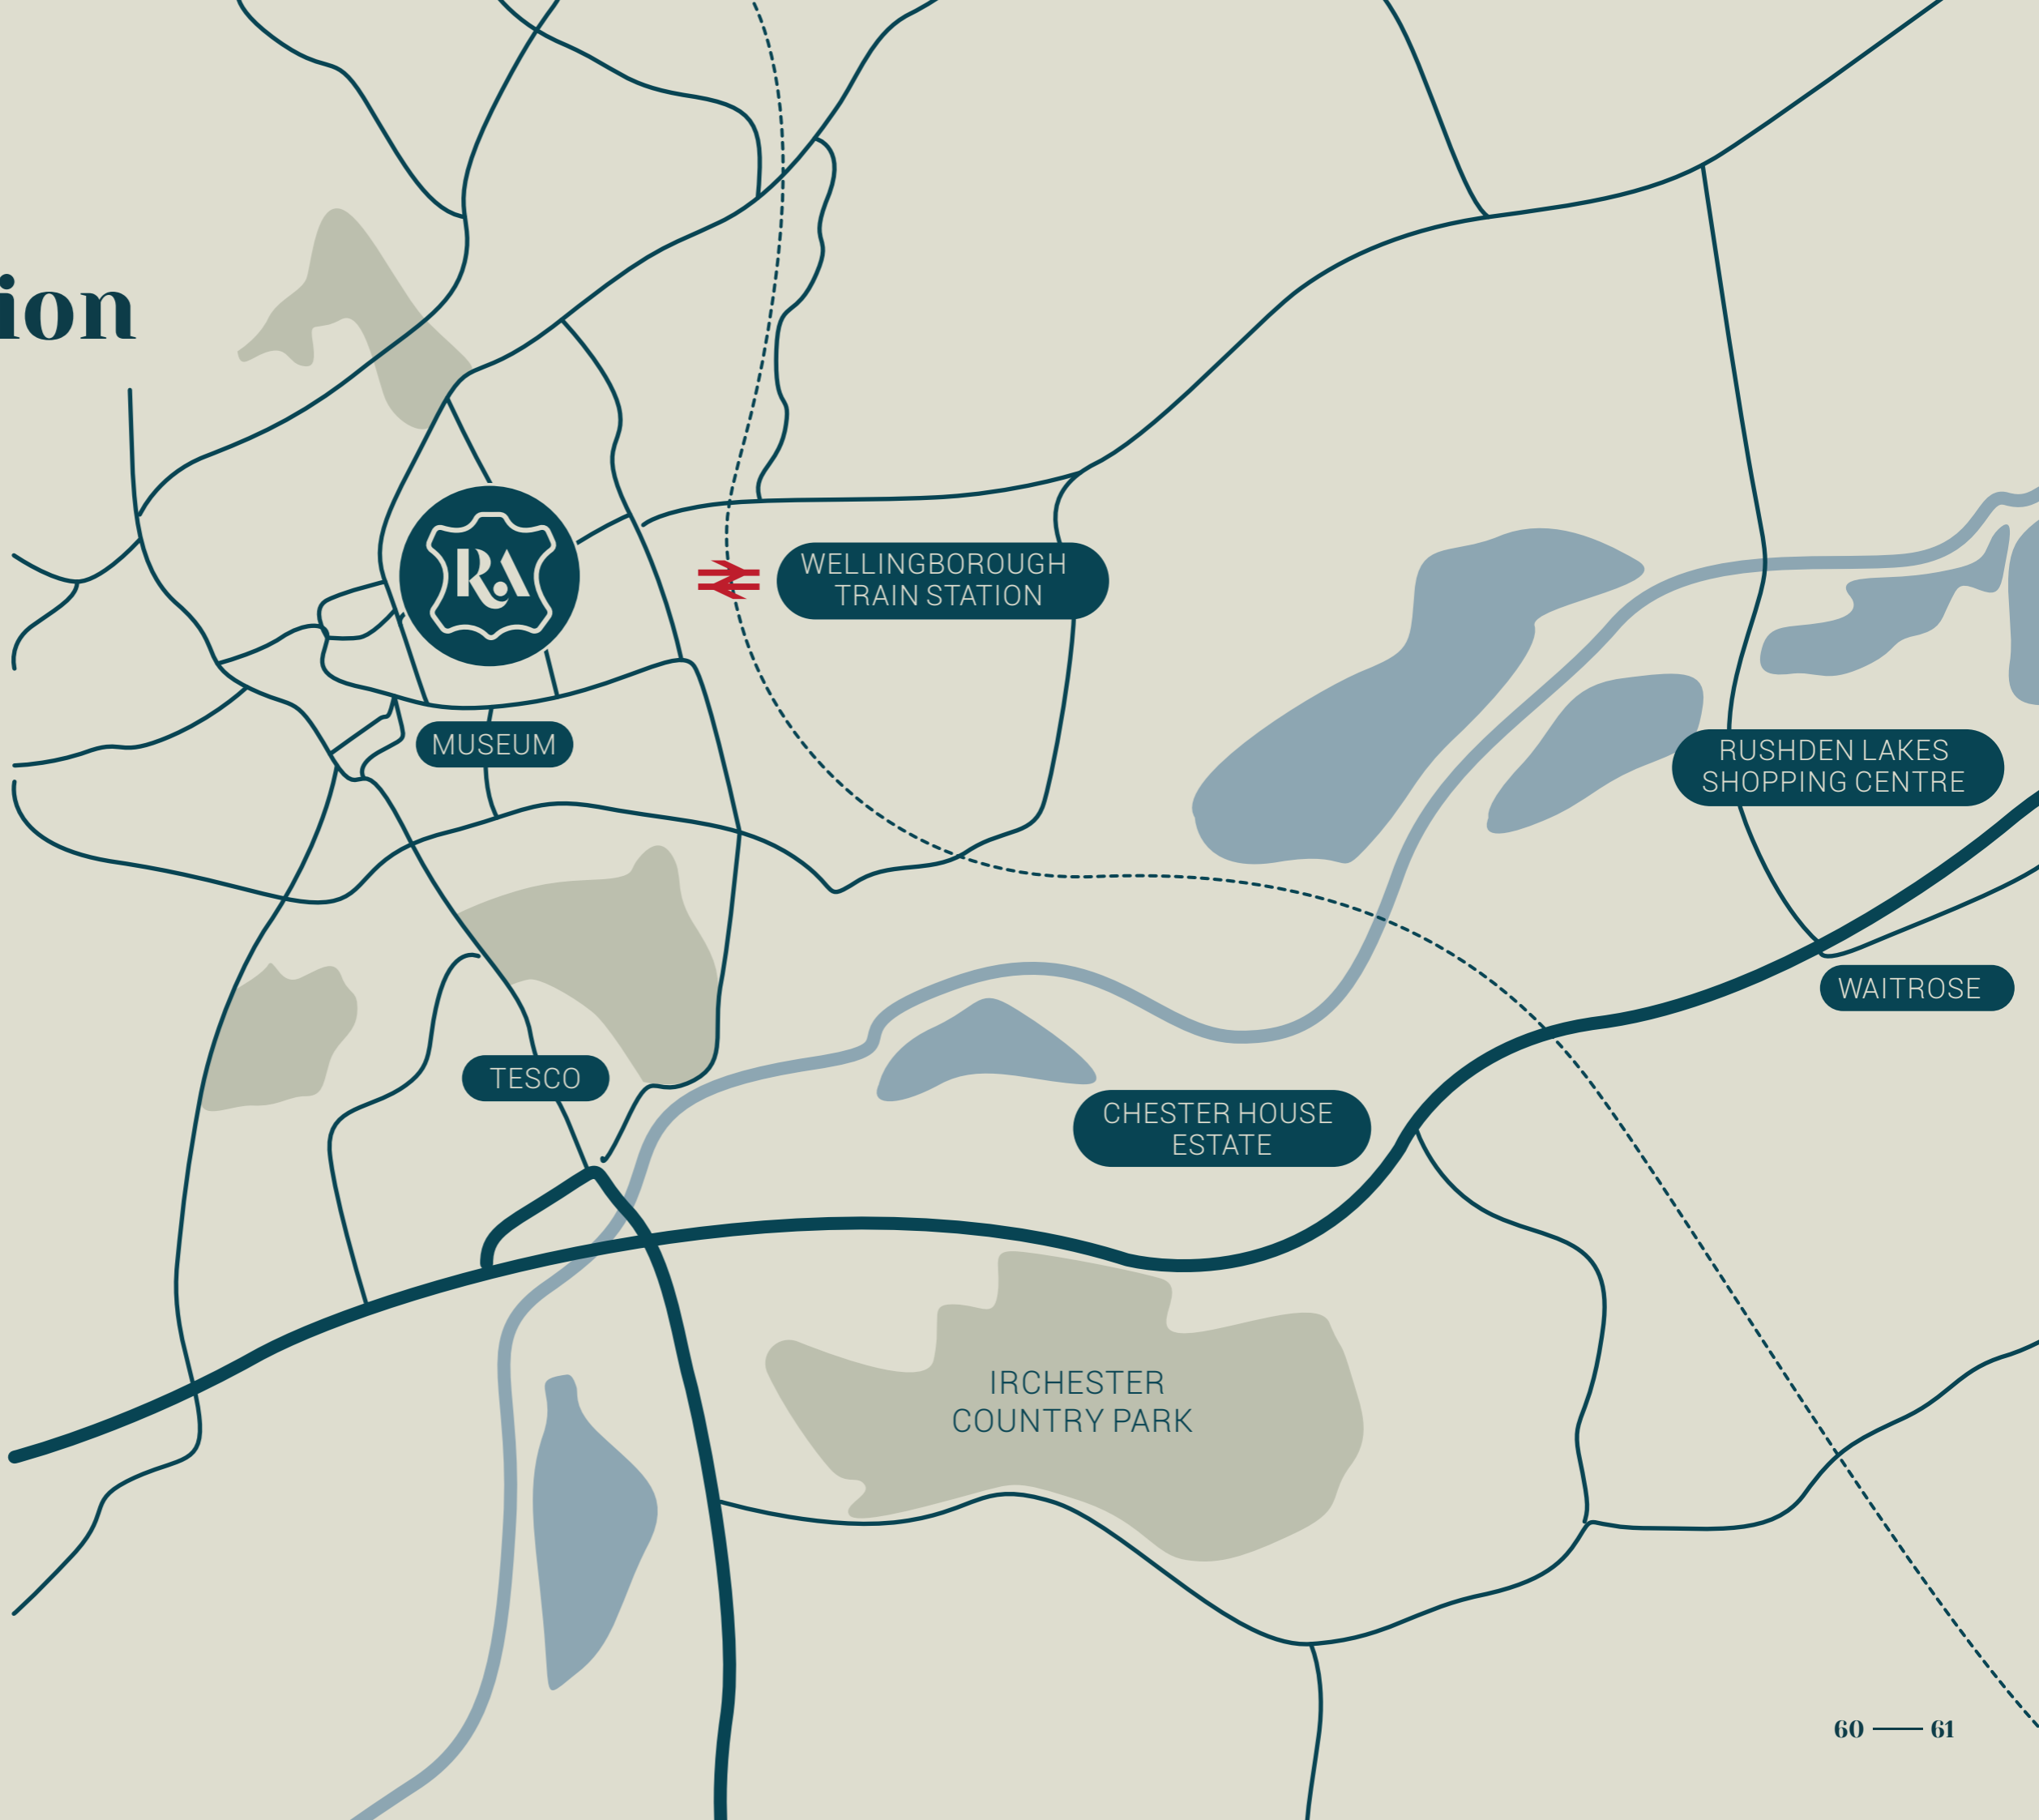 ion
RA
WELLINGBOROUGH
TRAIN STATION
MUSEUM
RUSHDEN LAKES
SHOPPING CENTRE
WAITROSE
TESCO
CHESTER HOUSE
ESTATE
IRCHESTER
COUNTRY PARK
60 — 61